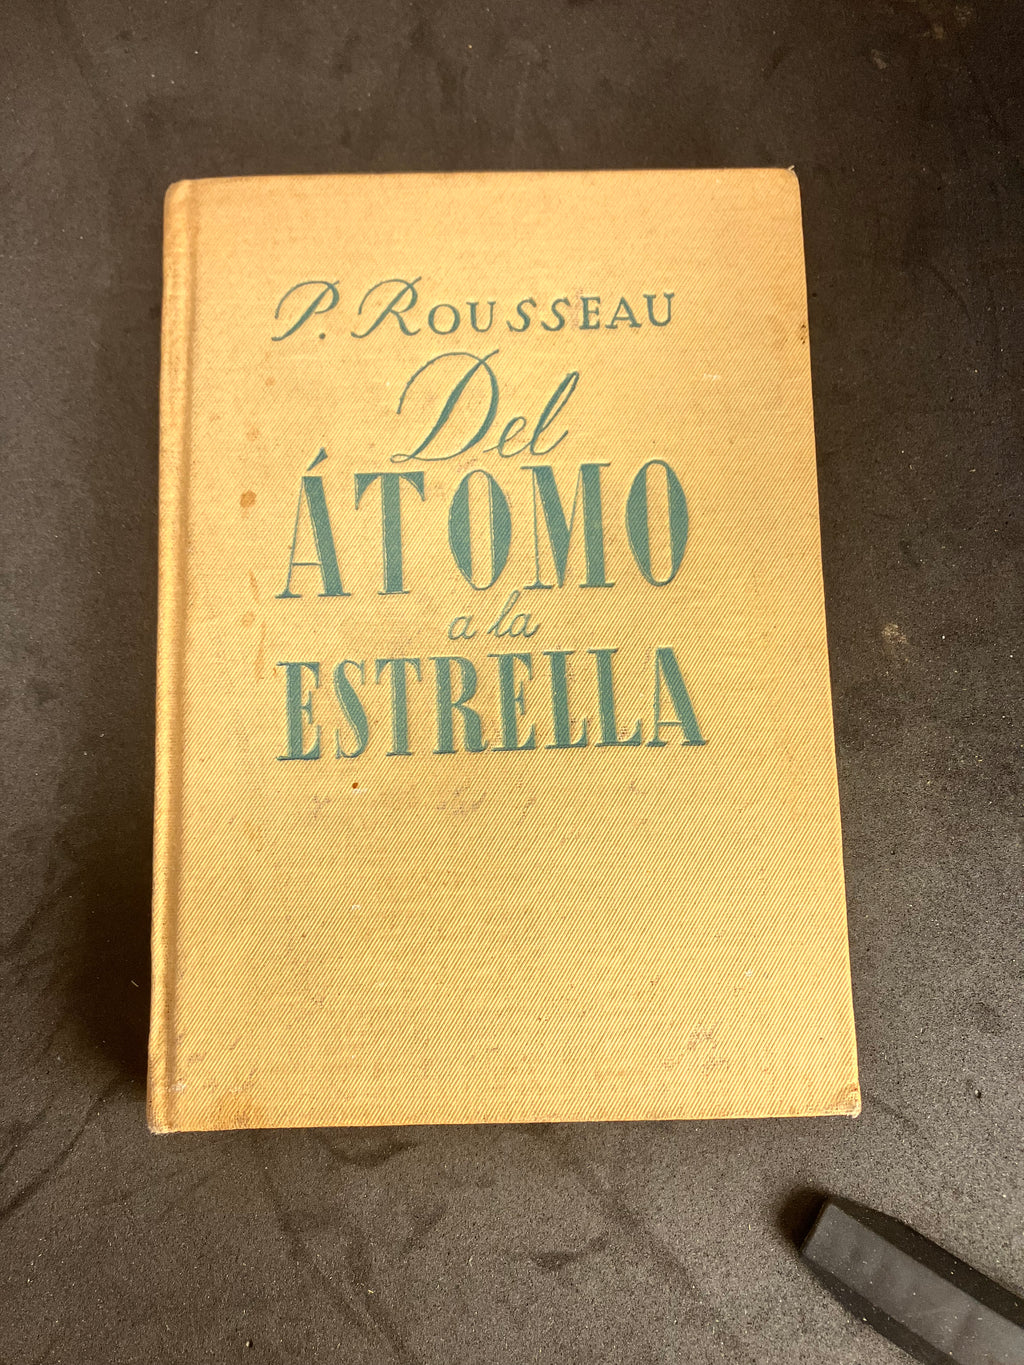 P. ROUSSEAU
Del
ÁTOMO
a la
ESTRELLA